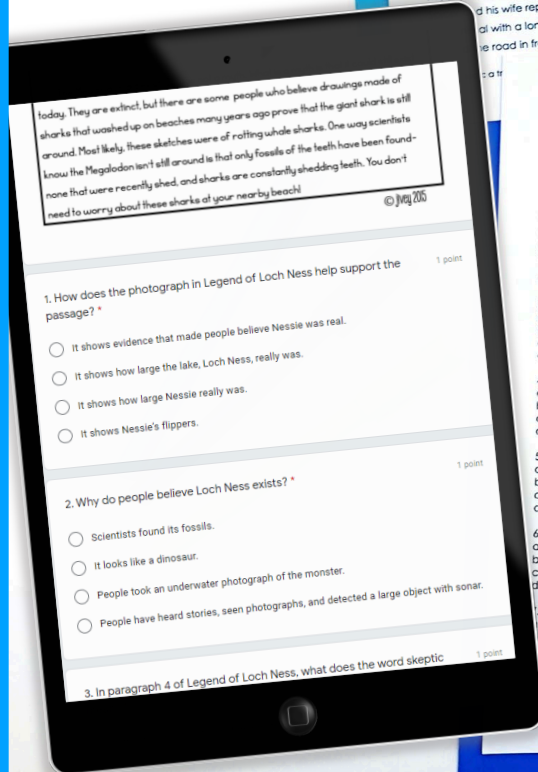 d his wife rep
al with a lon
e road in fr
: a tr
today. They are extinct, but there are some people who believe drawings made of
sharks that washed up on beaches many years ago prove that the giant shark is still
around. Most likely, these sketches were of rotting whale sharks. One way scientists
know the Megalodon isn't still around is that only fossils of the teeth have been found-
none that were recently shed, and sharks are constantly shedding teeth. You don't
need to worry about these sharks at your nearby beach!
© JIvey 2015
1. How does the photograph in Legend of Loch Ness help support the
passage? *
1 point
It shows evidence that made people believe Nessie was real.
It shows how large the lake, Loch Ness, really was.
It shows how large Nessie really was.
It shows Nessie's flippers.
2. Why do people believe Loch Ness exists? *
1 point
Scientists found its fossils.
It looks like a dinosaur.
People took an underwater photograph of the monster.
People have heard stories, seen photographs, and detected a large object with sonar.
3. In paragraph 4 of Legend of Loch Ness, what does the word skeptic
1 point